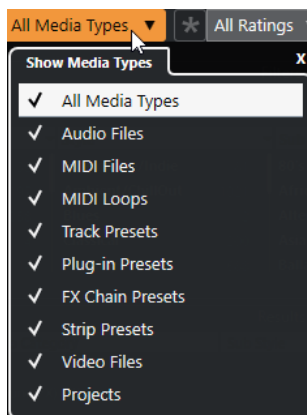 All Media Types All Ratings
Show Media Types X
All Media Types
Audio Files
MIDI Files
MIDI Loops
Track Presets
Plug-in Presets
FX Chain Presets
Strip Presets
Video Files
Projects